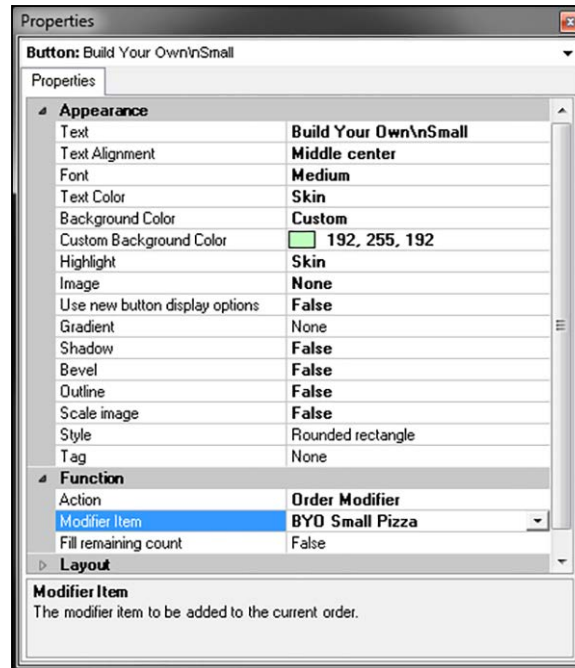 Properties
Button: Build Your Own\nSmall
Properties
Appearance
Text Build Your Own\nSmall
Text Alignment Middle center
Font Medium
Text Color Skin
Background Color Custom
Custom Background Color 192, 255, 192
Highlight Skin
Image None
Use new button display options False
Gradient None
Shadow False
Bevel False
Outline False
Scale image False
Style Rounded rectangle
Tag None
Function
Action Order Modifier
Modifier Item BYO Small Pizza
Fill remaining count False
Layout
Modifier Item
The modifier item to be added to the current order.